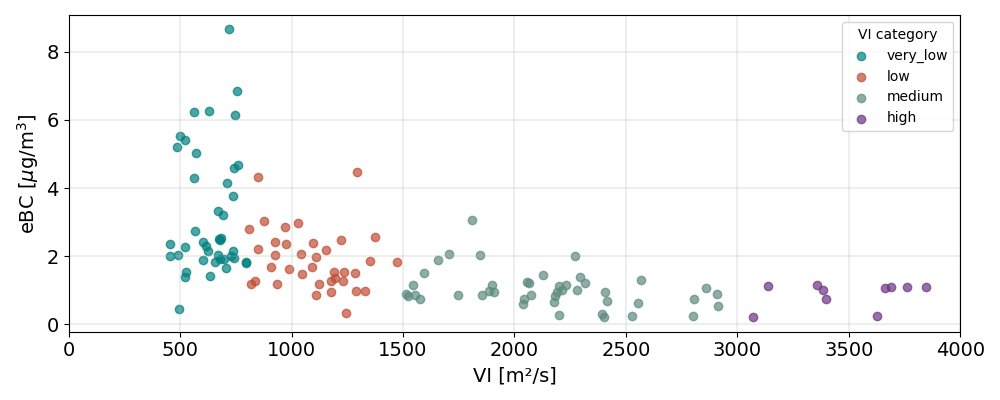 8
6
4
2
0
eBC [μg/m³]
VI category
very_low
low
medium
high
0 500 1000 1500 2000 2500 3000 3500 4000
VI [m²/s]